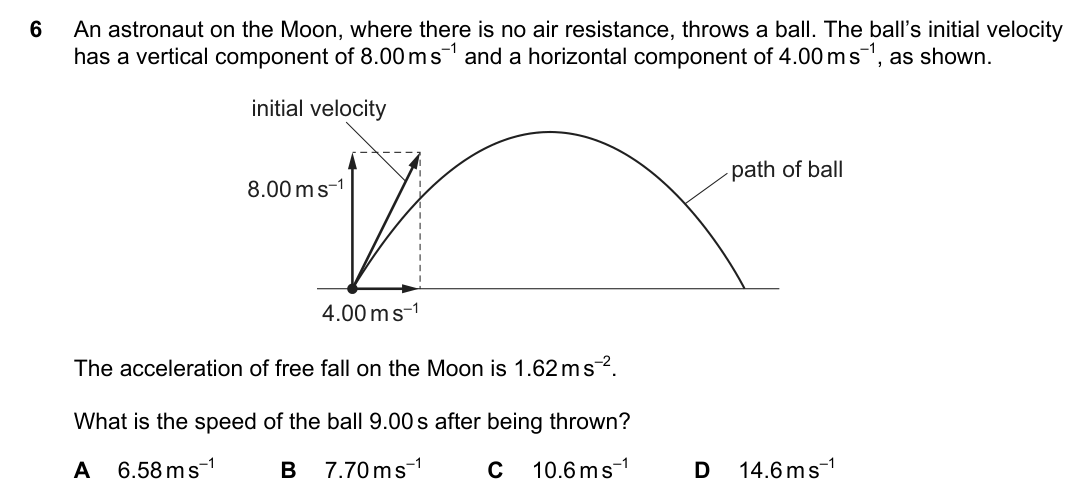 6 An astronaut on the Moon, where there is no air resistance, throws a ball. The ball’s initial velocity
has a vertical component of 8.00 m s⁻¹ and a horizontal component of 4.00 m s⁻¹, as shown.
initial velocity
path of ball
8.00 m s⁻¹
4.00 m s⁻¹
The acceleration of free fall on the Moon is 1.62 m s⁻².
What is the speed of the ball 9.00 s after being thrown?
A 6.58 m s⁻¹ B 7.70 m s⁻¹ C 10.6 m s⁻¹ D 14.6 m s⁻¹